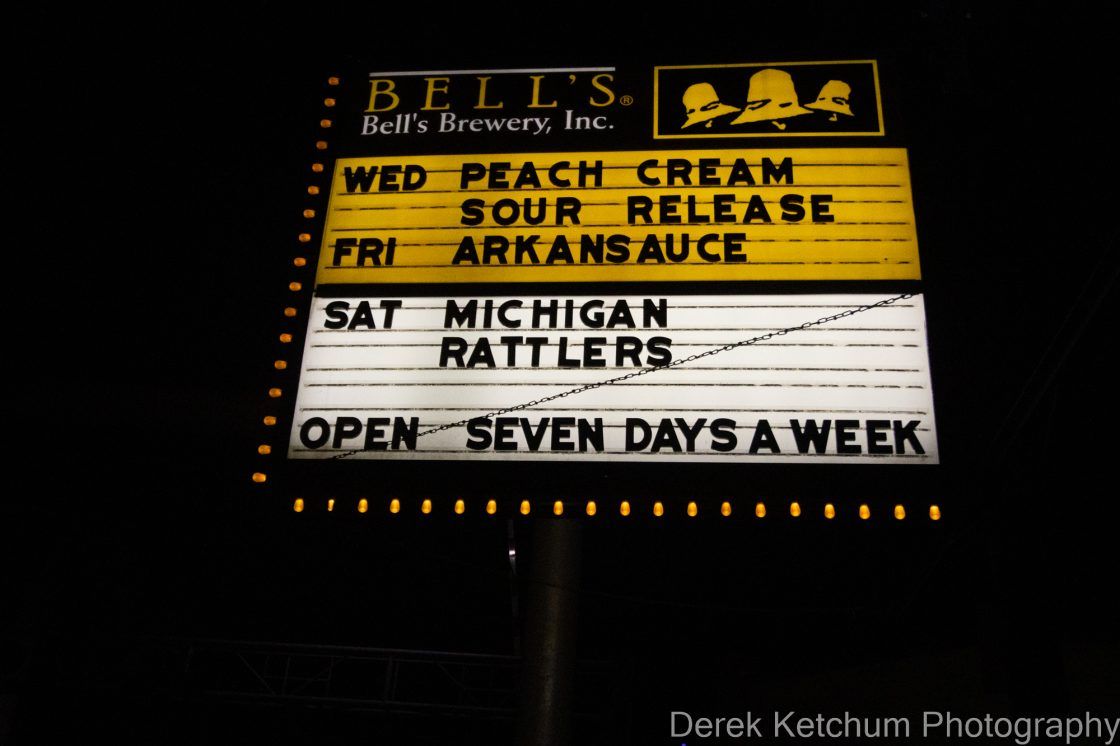 BELL'S®
Bell's Brewery, Inc.
WED PEACH CREAM
SOUR RELEASE
FRI ARKANSAUCE
SAT MICHIGAN
RATTLERS
OPEN SEVEN DAYS A WEEK
Derek Ketchum Photography